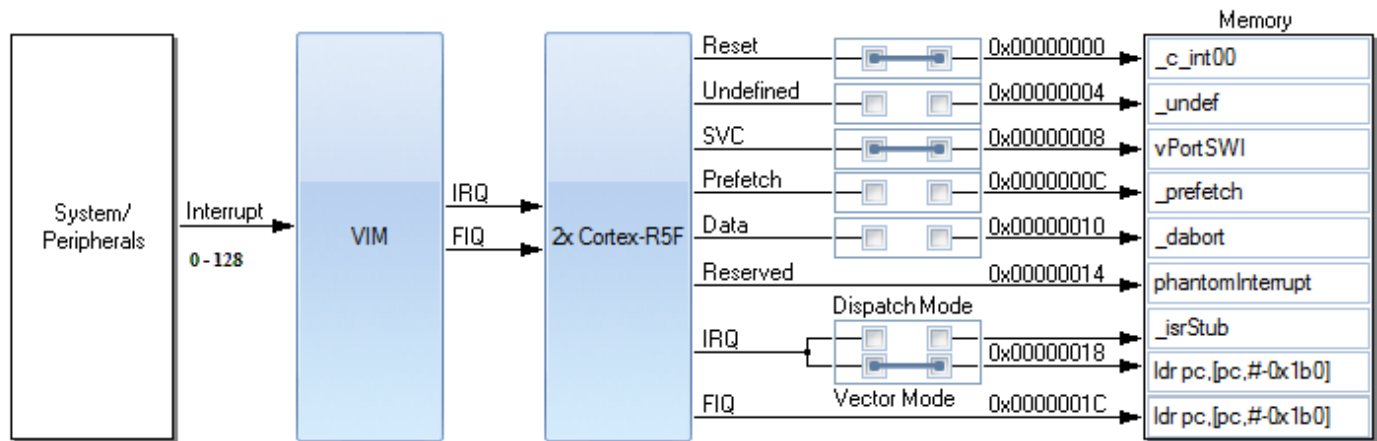 Memory
Reset
0x00000000
_c_int00
Undefined
0x00000004
_undef
SVC
0x00000008
vPortSWI
Prefetch
0x0000000C
_prefetch
System/
Peripherals
Interrupt
0 - 128
VIM
IRQ
FIQ
2x Cortex-R5F
Data
0x00000010
_dabort
Reserved
0x00000014
phantomInterrupt
Dispatch Mode
IRQ
0x00000018
_isrStub
ldr pc,[pc,#-0x1b0]
Vector Mode
FIQ
0x0000001C
ldr pc,[pc,#-0x1b0]